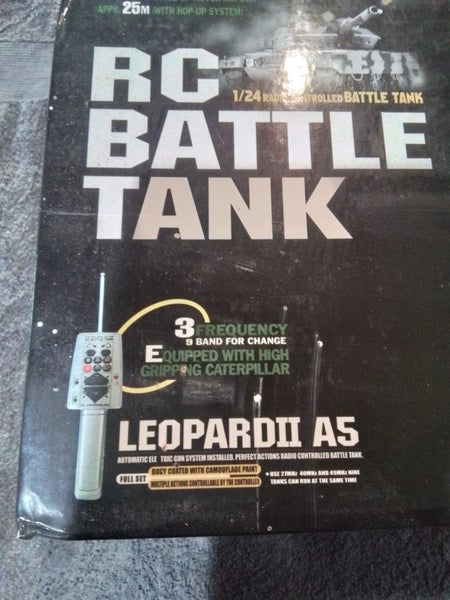 APPR. 25M (WITH HOP-UP SYSTEM)
RC
1/24 RADIO CONTROLLED BATTLE TANK
BATTLE
TANK
3 FREQUENCY
9 BAND FOR CHANGE
EQUIPPED WITH HIGH
GRIPPING CATERPILLAR
LEOPARDII A5
AUTOMATIC ELE TRIC GUN SYSTEM INSTALLED. PERFECT ACTIONS RADIO CONTROLLED BATTLE TANK.
FULL SET
BODY COATED WITH CAMOUFLAGE PAINT
MULTIPLE ACTIONS CONTROLLABLE BY THE CONTROLLER
• USE 27MHz 40MHz AND 49MHz NINE
TANKS CAN RUN AT THE SAME TIME